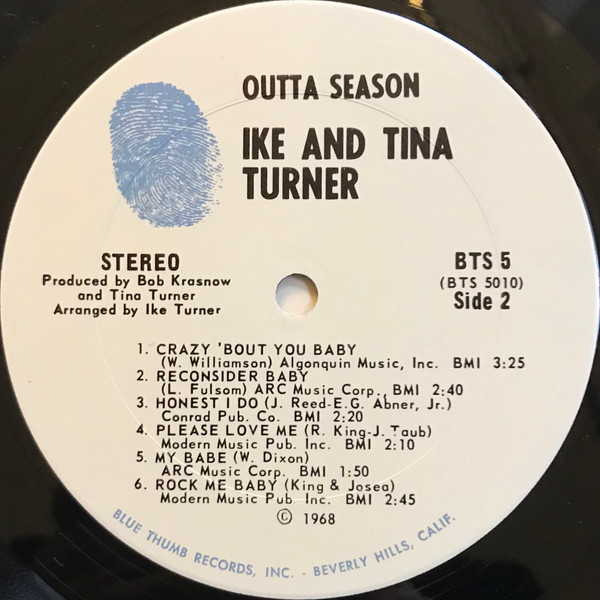 OUTTA SEASON
IKE AND TINA
TURNER
STEREO
Produced by Bob Krasnow
and Tina Turner
Arranged by Ike Turner
BTS 5
(BTS 5010)
Side 2
1. CRAZY 'BOUT YOU BABY
(W. Williamson) Algonquin Music, Inc. BMI 3:25
2. RECONSIDER BABY
(L. Fulsom) ARC Music Corp., BMI 2:40
3. HONEST I DO (J. Reed-E.G. Abner, Jr.)
Conrad Pub. Co. BMI 2:20
4. PLEASE LOVE ME (R. King-J. Taub)
Modern Music Pub. Inc. BMI 2:10
5. MY BABE (W. Dixon)
ARC Music Corp. BMI 1:50
6. ROCK ME BABY (King & Josea)
Modern Music Pub. Inc. BMI 2:45
© 1968
BLUE THUMB RECORDS, INC. - BEVERLY HILLS, CALIF.